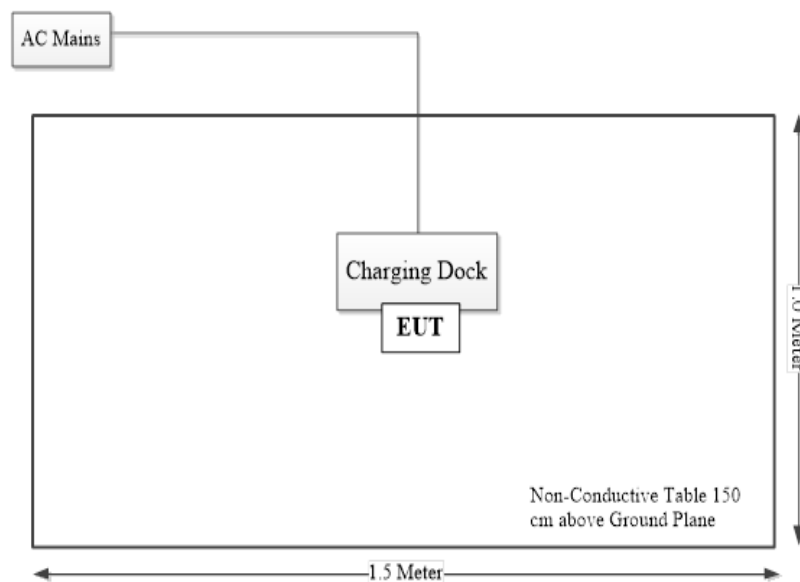 AC Mains
Charging Dock
EUT
1.0 Meter
Non-Conductive Table 150
cm above Ground Plane
1.5 Meter